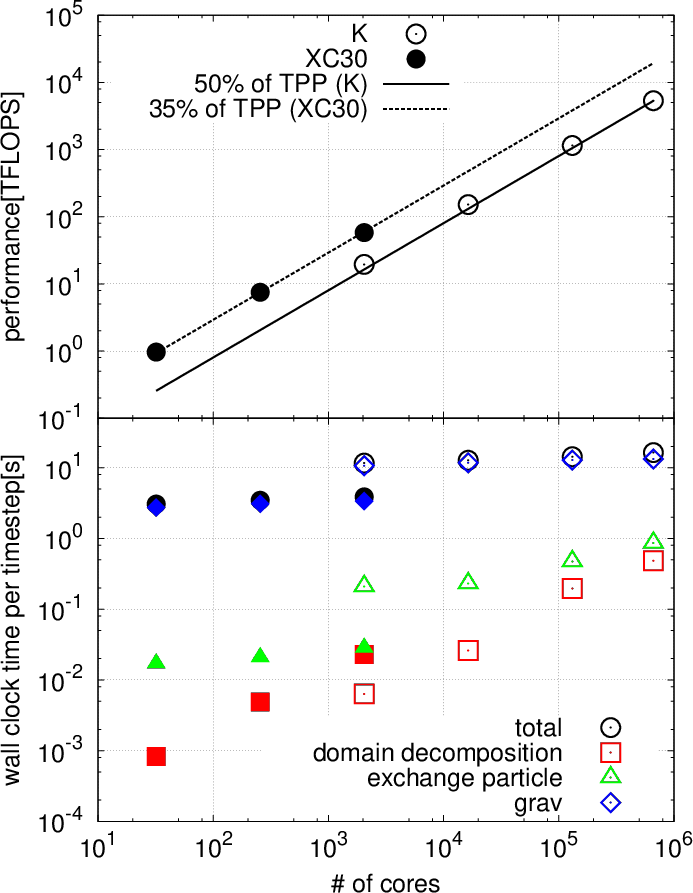 K
XC30
50% of TPP (K)
35% of TPP (XC30)
performance[TFLOPS]
10^5
10^4
10^3
10^2
10^1
10^0
10^-1
wall clock time per timestep[s]
10^1
10^0
10^-1
10^-2
10^-3
10^-4
total
domain decomposition
exchange particle
grav
10^1 10^2 10^3 10^4 10^5 10^6
# of cores